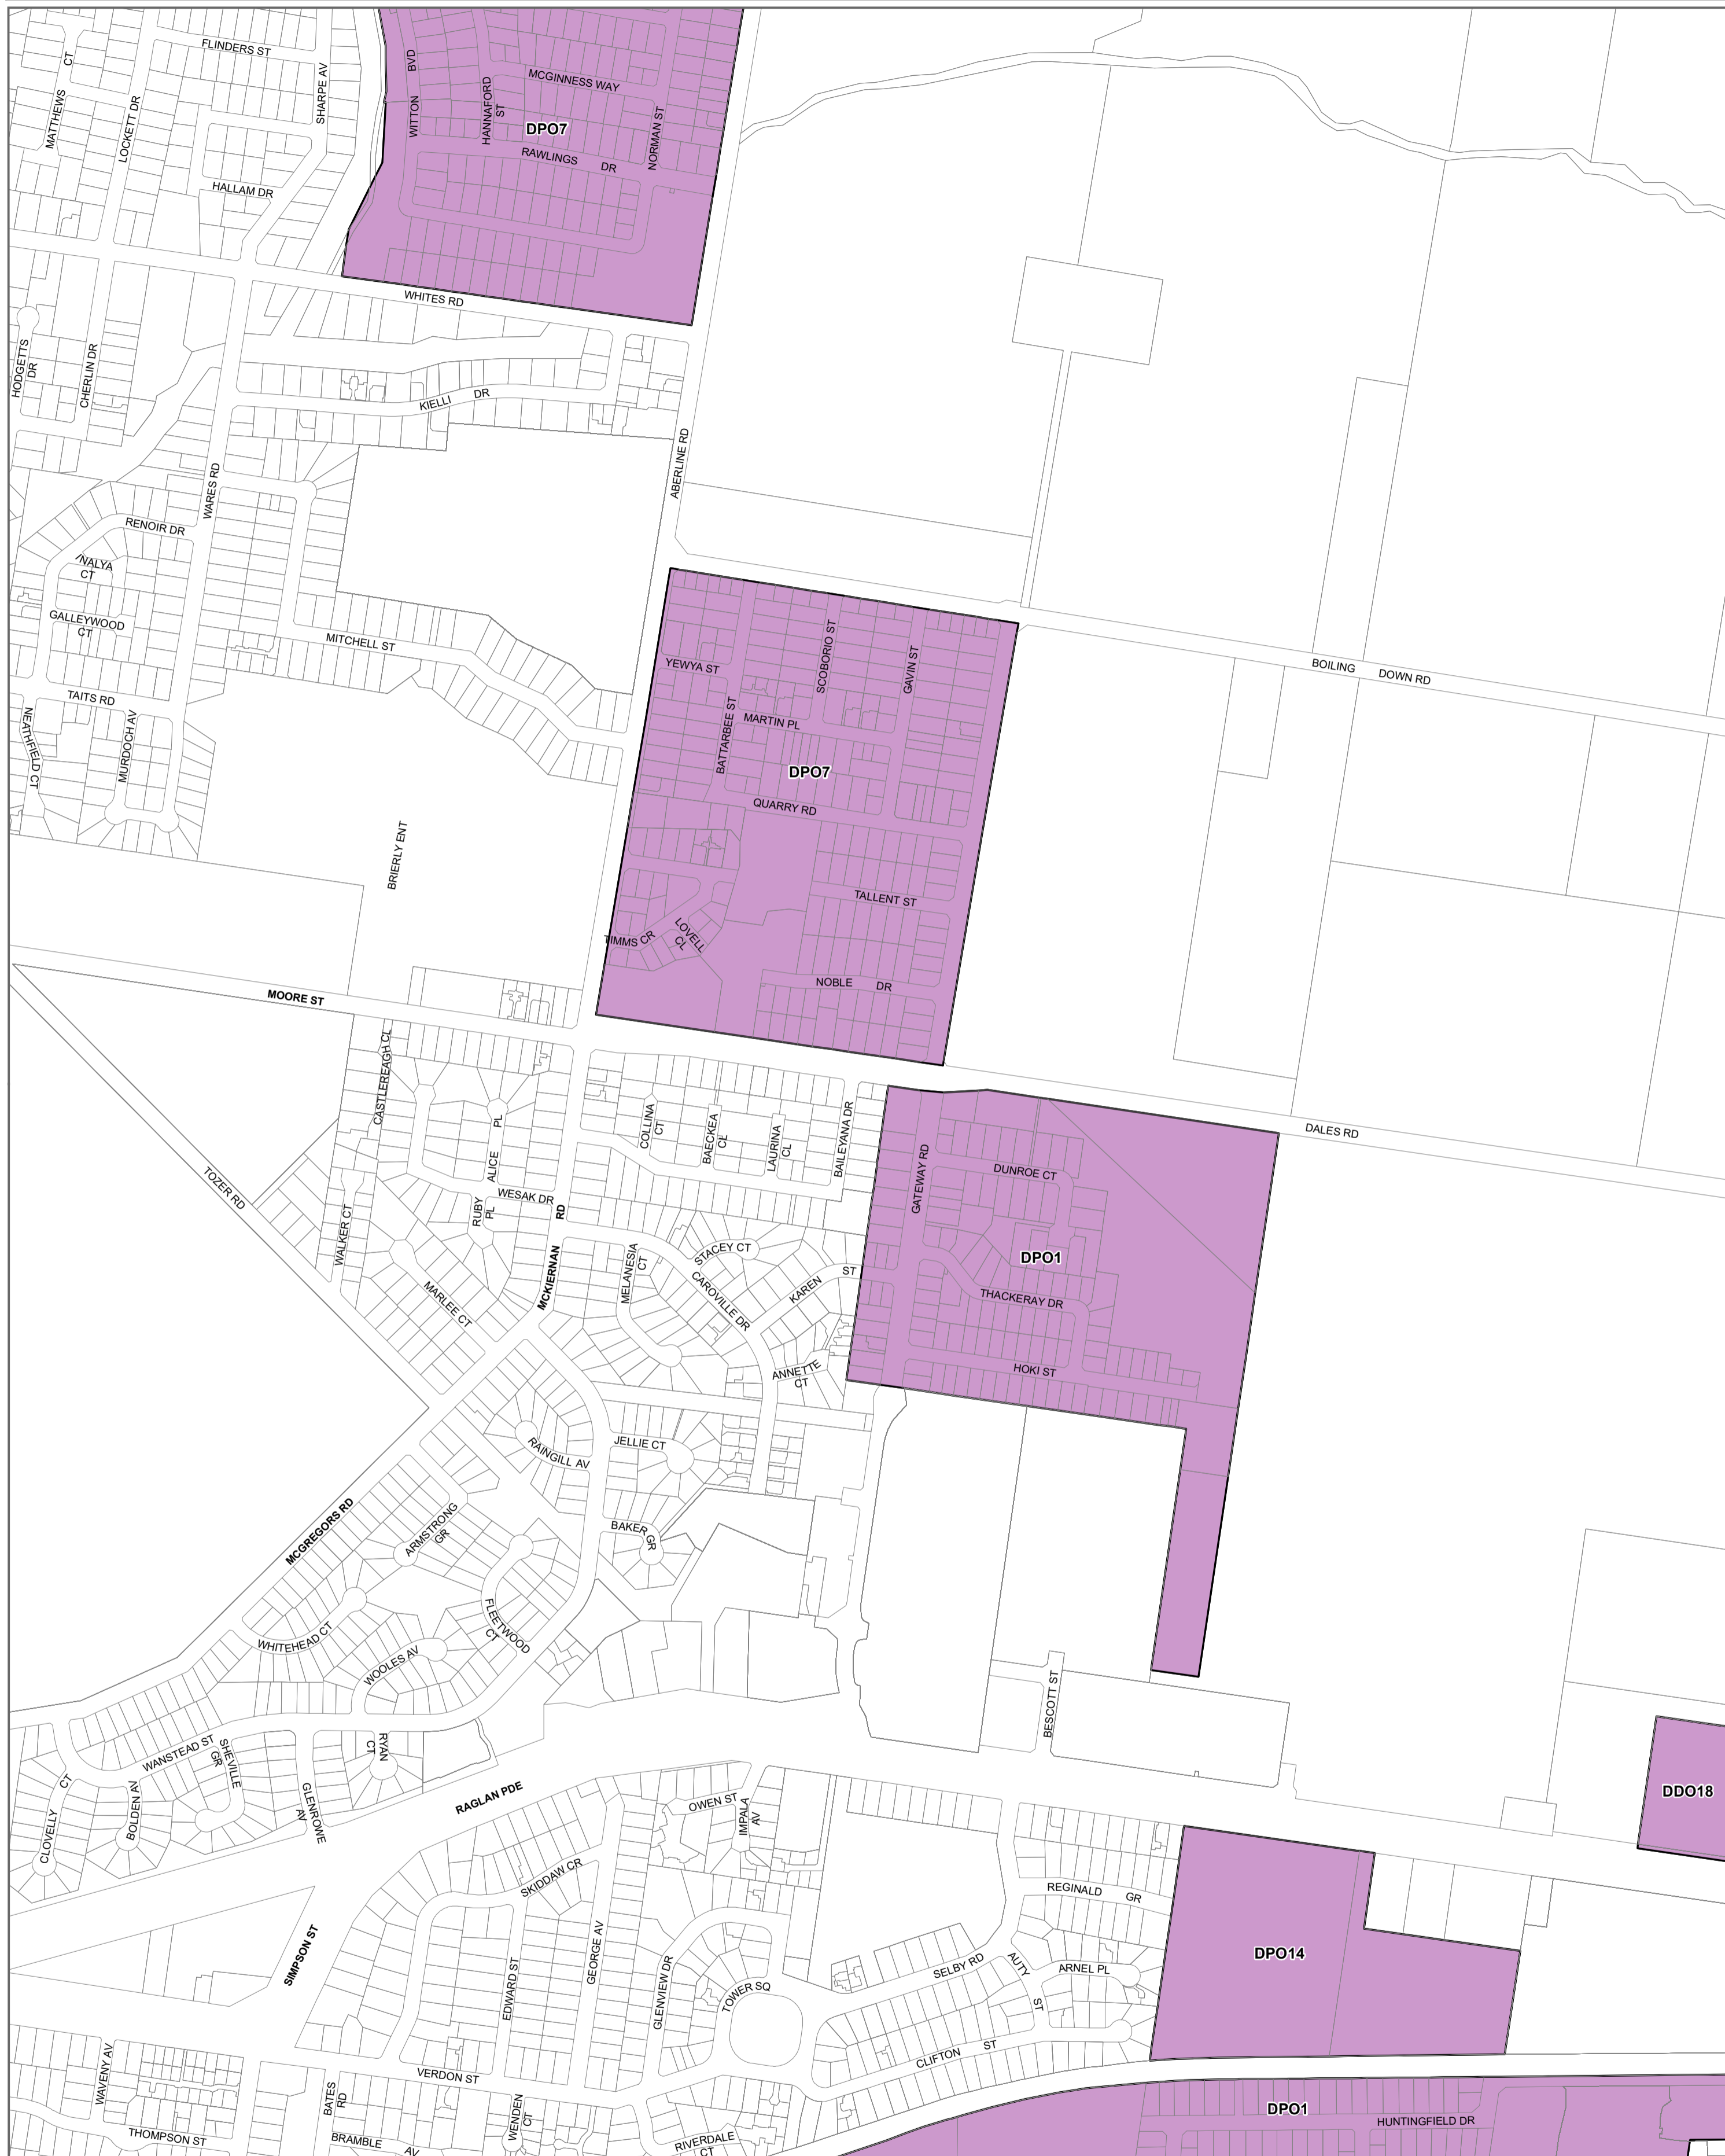 FLINDERS ST
MATTHEWS CT
LOCKETT DR
SHARPE AV
HALLAM DR
WITTON BVD
HANNAFORD ST
MCGINNESS WAY
DPO7
NORMAN ST
RAWLINGS DR
WHITES RD
HODGETTS DR
CHERLIN DR
KIELLI DR
WARES RD
ABERLINE RD
RENOIR DR
CT
GALLEYWOOD CT
MITCHELL ST
TAITS RD
NEATHFIELD CT
MURDOCH AV
YEWYA ST
SCOBORIO ST
GAVIN ST
BATTARBEE ST
MARTIN PL
DPO7
QUARRY RD
BOILING DOWN RD
BRIERLY ENT
TALLENT ST
TIMMS CR
LOVELL CL
NOBLE DR
MOORE ST
CASTLEREAGH CL
ALICE PL
COLLINA CT
BAECKEA CL
LAURINA CL
BAILEYANA DR
DALES RD
TOZER RD
WALKER CT
RUBY PL
WESAK DR
MCKIERNAN RD
GATEWAY RD
DUNROE CT
DPO1
MARLEE CT
MELANESIA CT
STACEY CT
CAROVILLE DR
KAREN ST
THACKERAY DR
HOKI ST
ANNETTE CT
RAINGILL AV
JELLIE CT
MCGREGORS RD
ARMSTRONG GR
BAKER GR
FLEETWOOD CT
WHITEHEAD CT
WOOLES AV
BESCOTT ST
WANSTEAD ST
SHEVILLE GR
RYAN CT
CLOVELLY CT
BOLDEN AV
GLENROWE AV
RAGLAN PDE
OWEN ST
IMPALA AV
DDO18
SKIDDAW CR
REGINALD GR
SIMPSON ST
EDWARD ST
GEORGE AV
GLENVIEW DR
TOWER SQ
SELBY RD
AUTY ST
ARNEL PL
DPO14
CLIFTON ST
WAVENY AV
VERDON ST
BATES RD
WENDEN CT
THOMPSON ST
BRAMBLE AV
RIVERDALE CT
DPO1
HUNTINGFIELD DR